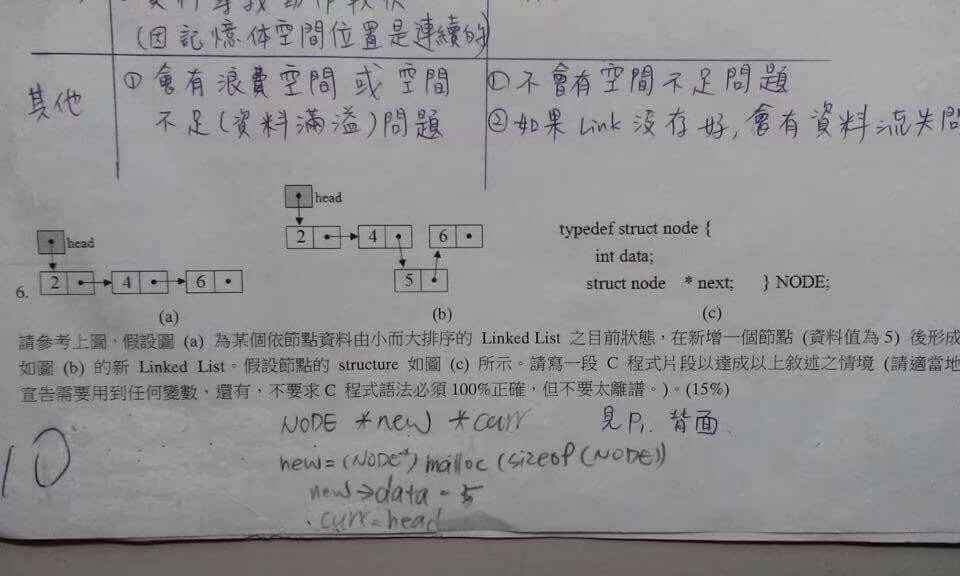 (因記憶体空間位置是連續的
其他
① 會有浪費空間 或 空間
不足(資料滿溢)問題
① 不會有空間不足問題
② 如果 Link 沒存好, 會有資料流失問
head
2 4 6
(a)
head
2 4 6
5
(b)
typedef struct node {
int data;
struct node * next; } NODE;
(c)
6.
請參考上圖,假設圖 (a) 為某個依節點資料由小而大排序的 Linked List 之目前狀態,在新增一個節點 (資料值為 5) 後形成
如圖 (b) 的新 Linked List。假設節點的 structure 如圖 (c) 所示。請寫一段 C 程式片段以達成以上敘述之情境 (請適當地
宣告需要用到任何變數,還有,不要求 C 程式語法必須 100%正確,但不要太離譜。)。(15%)
10
NODE *new *curr 見P1. 背面.
new=(NODE*) malloc (sizeof (NODE))
new→data = 5
curr=head